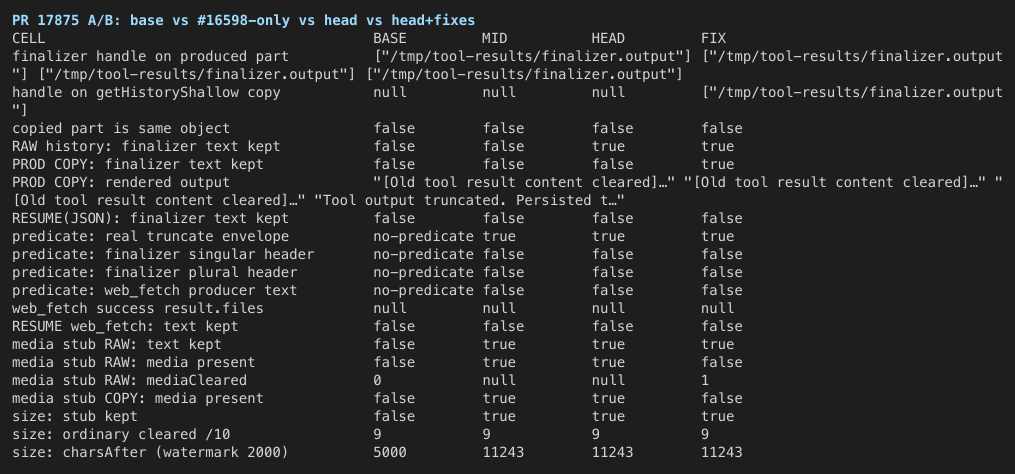 PR 17875 A/B: base vs #16598-only vs head vs head+fixes
CELL BASE MID HEAD FIX
finalizer handle on produced part ["/tmp/tool-results/finalizer.output"] ["/tmp/tool-results/finalizer.output
"] ["/tmp/tool-results/finalizer.output"] ["/tmp/tool-results/finalizer.output"]
handle on getHistoryShallow copy null null null ["/tmp/tool-results/finalizer.output
"]
copied part is same object false false false false
RAW history: finalizer text kept false false true true
PROD COPY: finalizer text kept false false false true
PROD COPY: rendered output "[Old tool result content cleared]…" "[Old tool result content cleared]…" "
[Old tool result content cleared]…" "Tool output truncated. Persisted t…"
RESUME(JSON): finalizer text kept false false false false
predicate: real truncate envelope no-predicate true true true
predicate: finalizer singular header no-predicate false false false
predicate: finalizer plural header no-predicate false false false
predicate: web_fetch producer text no-predicate false false false
web_fetch success result.files null null null null
RESUME web_fetch: text kept false false false false
media stub RAW: text kept false true true true
media stub RAW: media present false true true false
media stub RAW: mediaCleared 0 null null 1
media stub COPY: media present false true true false
size: stub kept false true true true
size: ordinary cleared /10 9 9 9 9
size: charsAfter (watermark 2000) 5000 11243 11243 11243